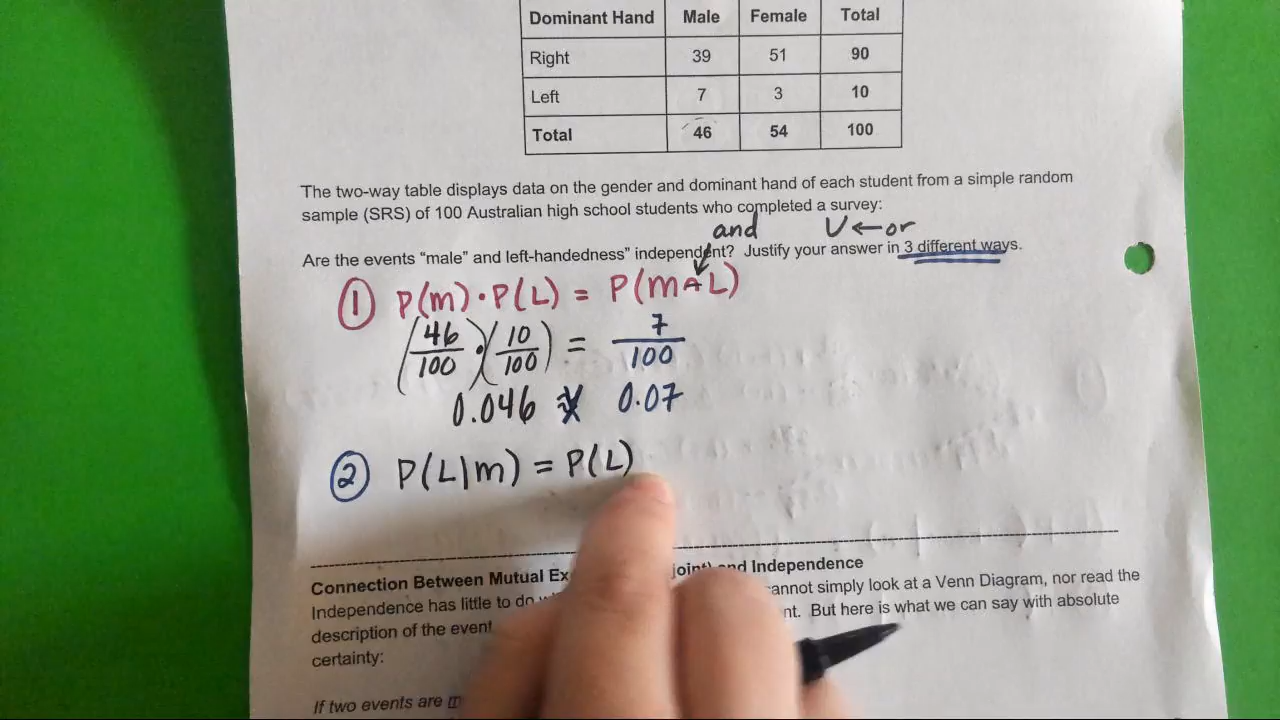 Dominant Hand Male Female Total
Right 39 51 90
Left 7 3 10
Total 46 54 100
The two-way table displays data on the gender and dominant hand of each student from a simple random
sample (SRS) of 100 Australian high school students who completed a survey:
and U ← or
Are the events “male” and left-handedness” independent? Justify your answer in 3 different ways.
① P(m) · P(L) = P(m ∩ L)
(46/100) · (10/100) = 7/100
0.046 ≠ 0.07
② P(L|m) = P(L)
Connection Between Mutual and Independence
Independence has little to do cannot simply look at a Venn Diagram, nor read the
description of the event But here is what we can say with absolute
certainty:
If two events are